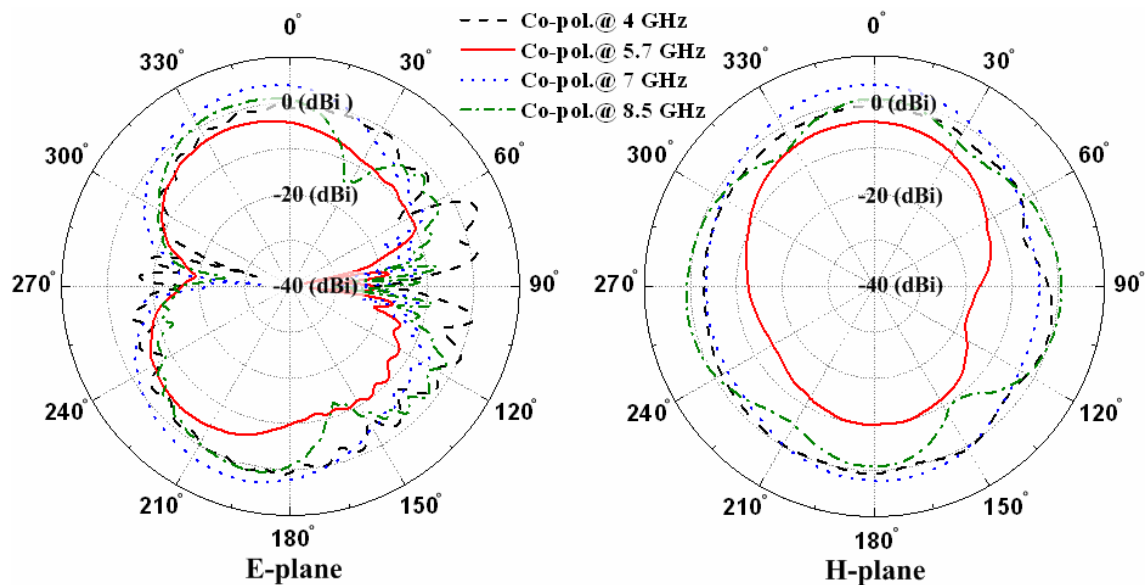 Co-pol.@ 4 GHz
Co-pol.@ 5.7 GHz
Co-pol.@ 7 GHz
Co-pol.@ 8.5 GHz
0°
30°
60°
90°
120°
150°
180°
210°
240°
270°
300°
330°
0 (dBi )
-20 (dBi)
-40 (dBi)
E-plane
0°
30°
60°
90°
120°
150°
180°
210°
240°
270°
300°
330°
0 (dBi)
-20 (dBi)
-40 (dBi)
H-plane